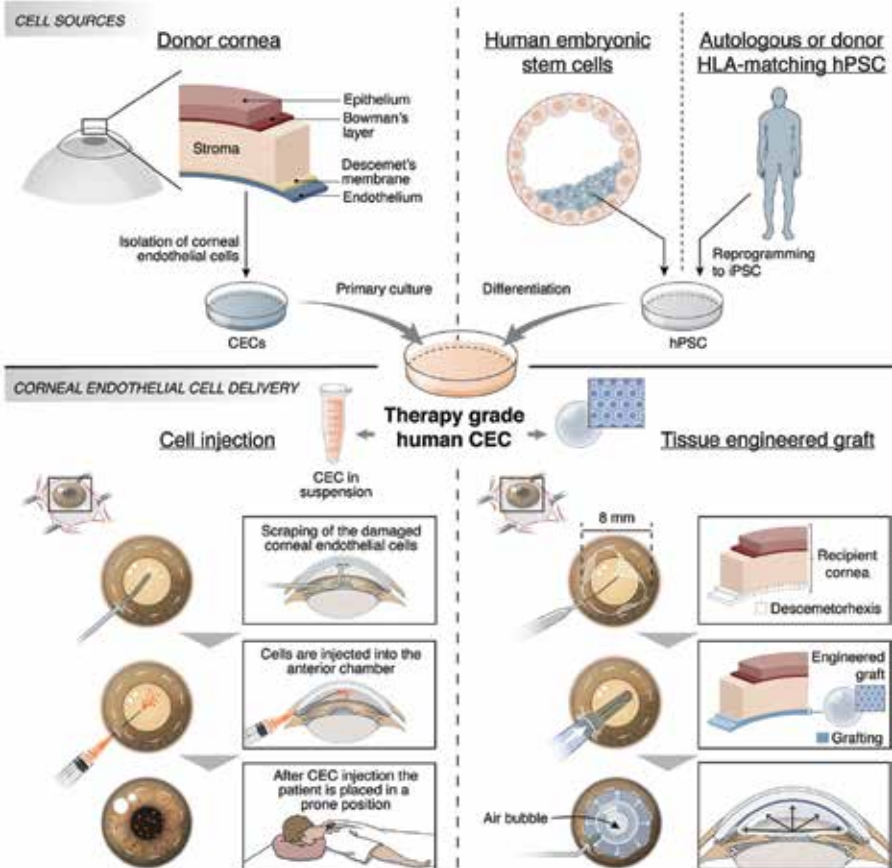 CELL SOURCES
Donor cornea
Human embryonic
stem cells
Autologous or donor
HLA-matching hPSC
Epithelium
Bowman's
layer
Stroma
Descemet's
membrane
Endothelium
Isolation of corneal
endothelial cells
Reprogramming
to iPSC
Primary culture
Differentiation
CECs
hPSC
CORNEAL ENDOTHELIAL CELL DELIVERY
Therapy grade
human CEC
Cell injection
Tissue engineered graft
CEC in
suspension
Scraping of the damaged
corneal endothelial cells
8 mm
Recipient
cornea
Descemetorhexis
Cells are injected into the
anterior chamber
Engineered
graft
Grafting
After CEC injection the
patient is placed in a
prone position
Air bubble